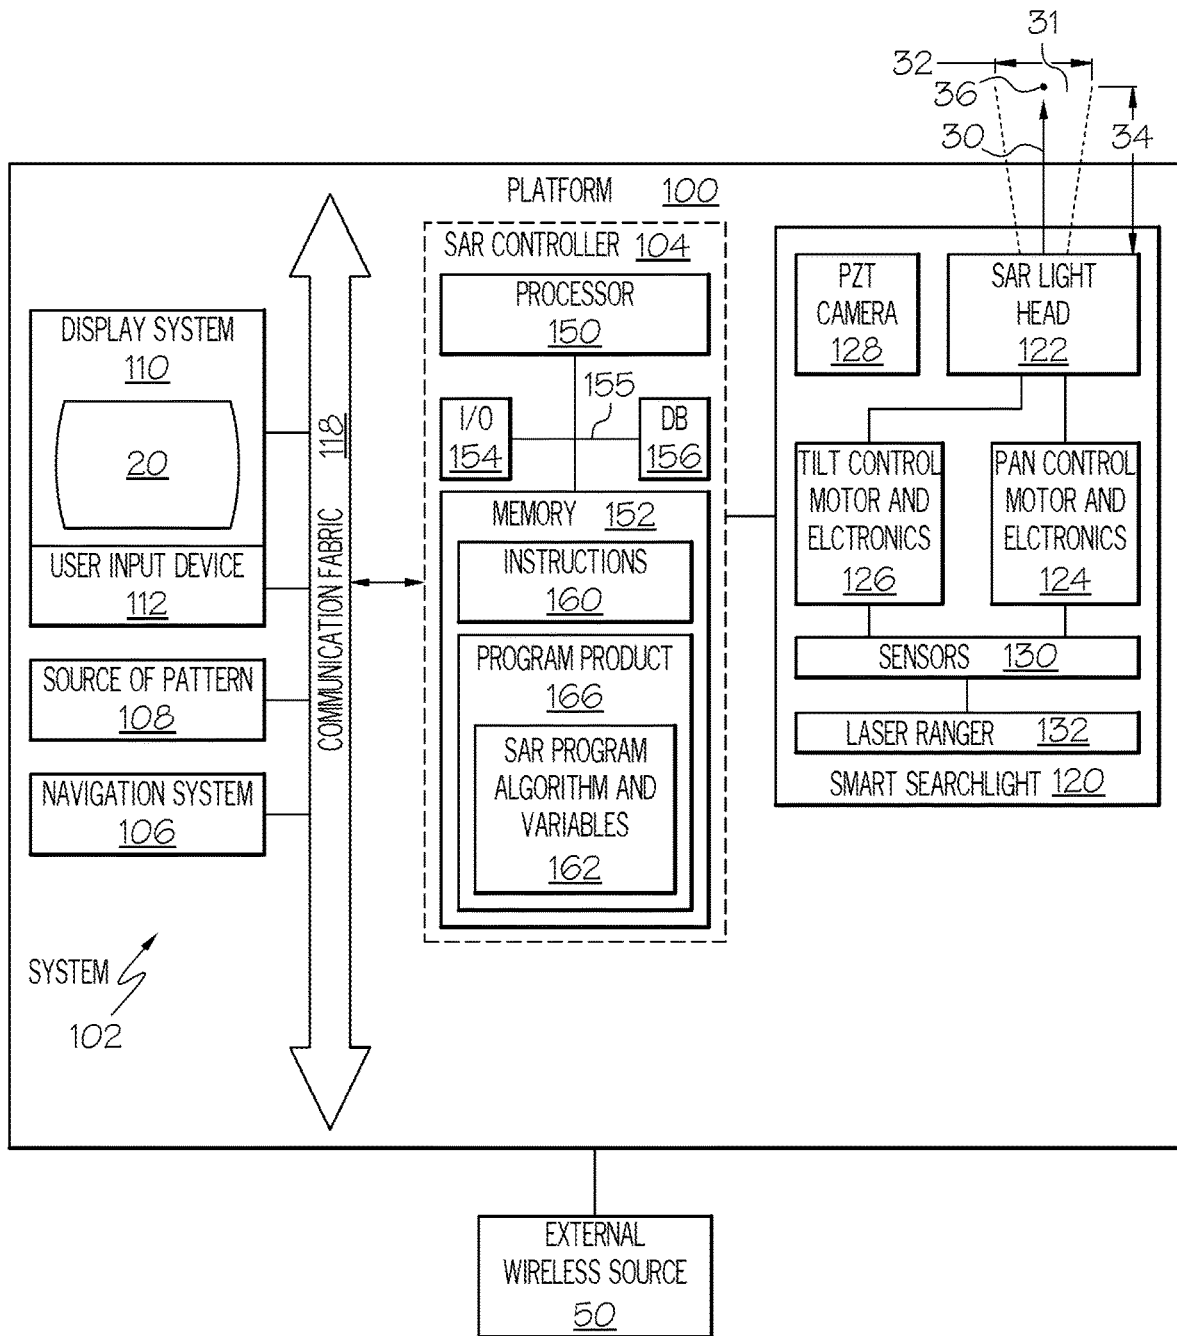 31
32
36
30
34
PLATFORM 100
SAR CONTROLLER 104
PROCESSOR
150
155
I/O
154
DB
156
MEMORY 152
INSTRUCTIONS
160
PROGRAM PRODUCT
166
SAR PROGRAM
ALGORITHM AND
VARIABLES
162
DISPLAY SYSTEM
110
20
USER INPUT DEVICE
112
SOURCE OF PATTERN
108
NAVIGATION SYSTEM
106
SYSTEM
102
COMMUNICATION FABRIC 118
PZT
CAMERA
128
SAR LIGHT
HEAD
122
TILT CONTROL
MOTOR AND
ELCTRONICS
126
PAN CONTROL
MOTOR AND
ELCTRONICS
124
SENSORS 130
LASER RANGER 132
SMART SEARCHLIGHT 120
EXTERNAL
WIRELESS SOURCE
50